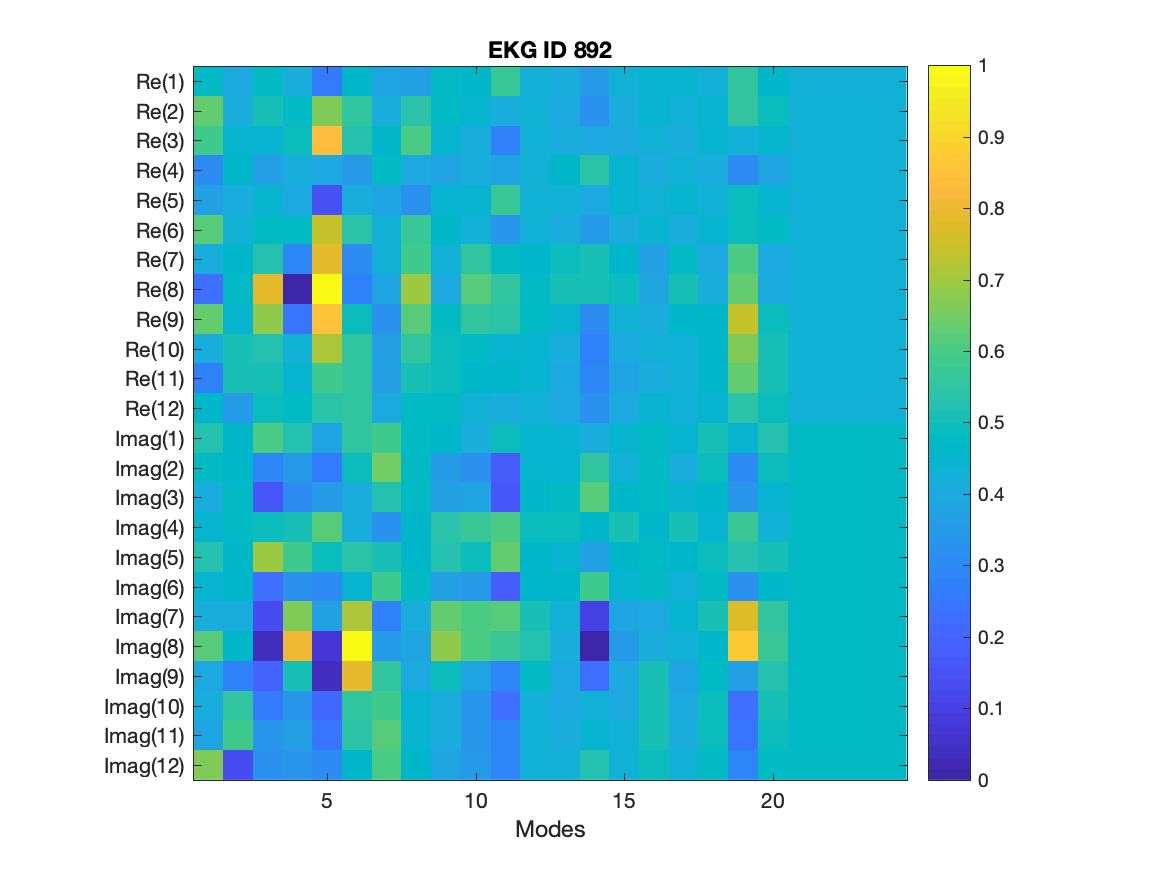 EKG ID 892
Re(1)
Re(2)
Re(3)
Re(4)
Re(5)
Re(6)
Re(7)
Re(8)
Re(9)
Re(10)
Re(11)
Re(12)
Imag(1)
Imag(2)
Imag(3)
Imag(4)
Imag(5)
Imag(6)
Imag(7)
Imag(8)
Imag(9)
Imag(10)
Imag(11)
Imag(12)
5 10 15 20
Modes
1
0.9
0.8
0.7
0.6
0.5
0.4
0.3
0.2
0.1
0